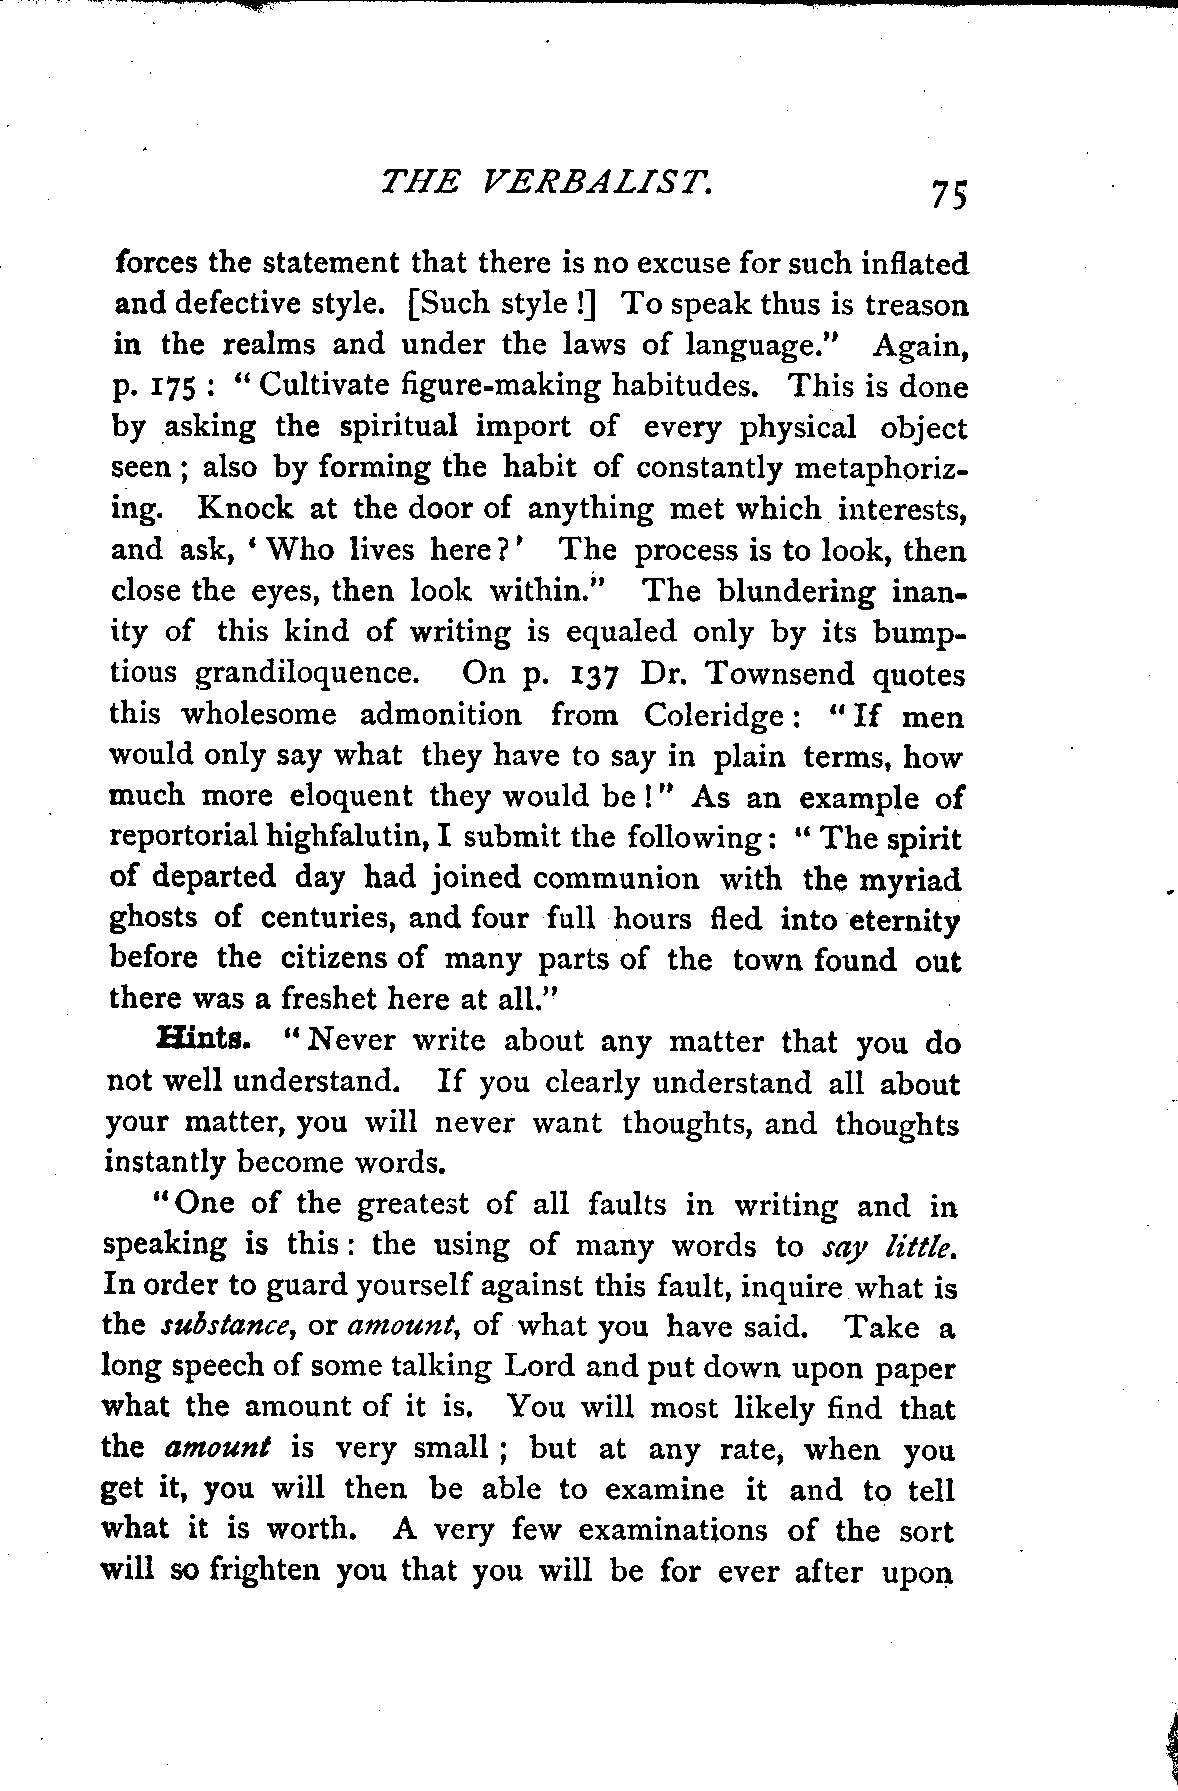 THE VERBALIST.
75
forces the statement that there is no excuse for such inflated
and defective style. [Such style !] To speak thus is treason
in the realms and under the laws of language." Again,
p. 175 : " Cultivate figure-making habitudes. This is done
by asking the spiritual import of every physical object
seen ; also by forming the habit of constantly metaphoriz-
ing. Knock at the door of anything met which interests,
and ask, ' Who lives here ?' The process is to look, then
close the eyes, then look within." The blundering inan-
ity of this kind of writing is equaled only by its bump-
tious grandiloquence. On p. 137 Dr. Townsend quotes
this wholesome admonition from Coleridge : " If men
would only say what they have to say in plain terms, how
much more eloquent they would be !" As an example of
reportorial highfalutin, I submit the following : " The spirit
of departed day had joined communion with the myriad
ghosts of centuries, and four full hours fled into eternity
before the citizens of many parts of the town found out
there was a freshet here at all."
Hints. " Never write about any matter that you do
not well understand. If you clearly understand all about
your matter, you will never want thoughts, and thoughts
instantly become words.
" One of the greatest of all faults in writing and in
speaking is this : the using of many words to say little.
In order to guard yourself against this fault, inquire what is
the substance, or amount, of what you have said. Take a
long speech of some talking Lord and put down upon paper
what the amount of it is. You will most likely find that
the amount is very small ; but at any rate, when you
get it, you will then be able to examine it and to tell
what it is worth. A very few examinations of the sort
will so frighten you that you will be for ever after upon